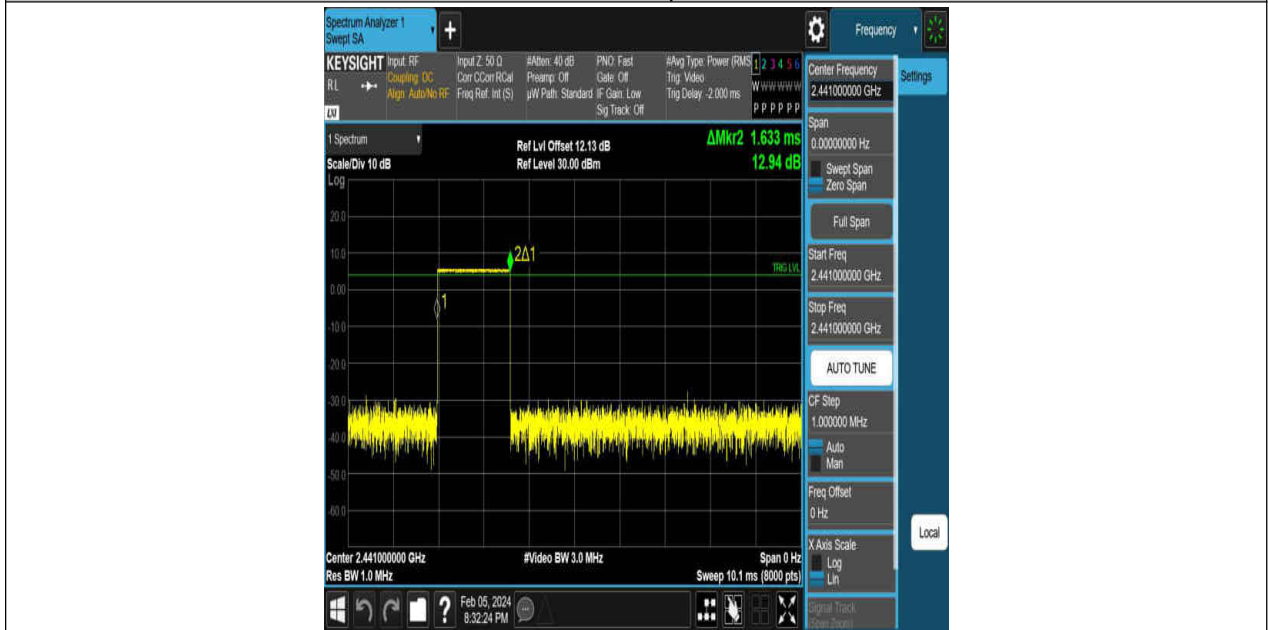 Spectrum Analyzer 1
Swept SA
Frequency
KEYSIGHT
RL
LXI
Input: RF
Coupling: DC
Align: Auto/No RF
Input Z: 50 Ω
Corr CCorr RCal
Freq Ref: Int (S)
#Atten: 40 dB
Preamp: Off
µW Path: Standard
PNO: Fast
Gate: Off
IF Gain: Low
Sig Track: Off
#Avg Type: Power (RMS
Trig: Video
Trig Delay: -2.000 ms
1 2 3 4 5 6
W W W W W W
P P P P P P
1 Spectrum
Scale/Div 10 dB
Log
Ref Lvl Offset 12.13 dB
Ref Level 30.00 dBm
ΔMkr2 1.633 ms
12.94 dB
20.0
10.0
0.00
-10.0
-20.0
-30.0
-40.0
-50.0
-60.0
2Δ1
1
TRIG LVL
Center 2.441000000 GHz
Res BW 1.0 MHz
#Video BW 3.0 MHz
Span 0 Hz
Sweep 10.1 ms (8000 pts)
Feb 05, 2024
8:32:24 PM
Center Frequency
2.441000000 GHz
Span
0.00000000 Hz
Swept Span
Zero Span
Full Span
Start Freq
2.441000000 GHz
Stop Freq
2.441000000 GHz
AUTO TUNE
CF Step
1.000000 MHz
Auto
Man
Freq Offset
0 Hz
X Axis Scale
Log
Lin
Signal Track
(Span Zoom)
Settings
Local